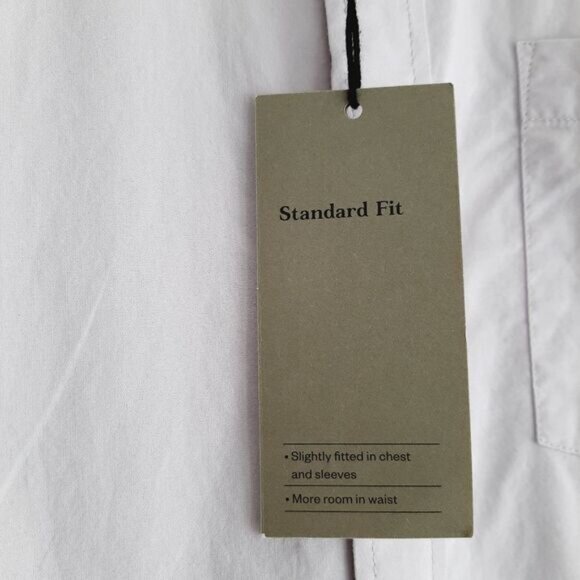 Standard Fit
• Slightly fitted in chest
and sleeves
• More room in waist